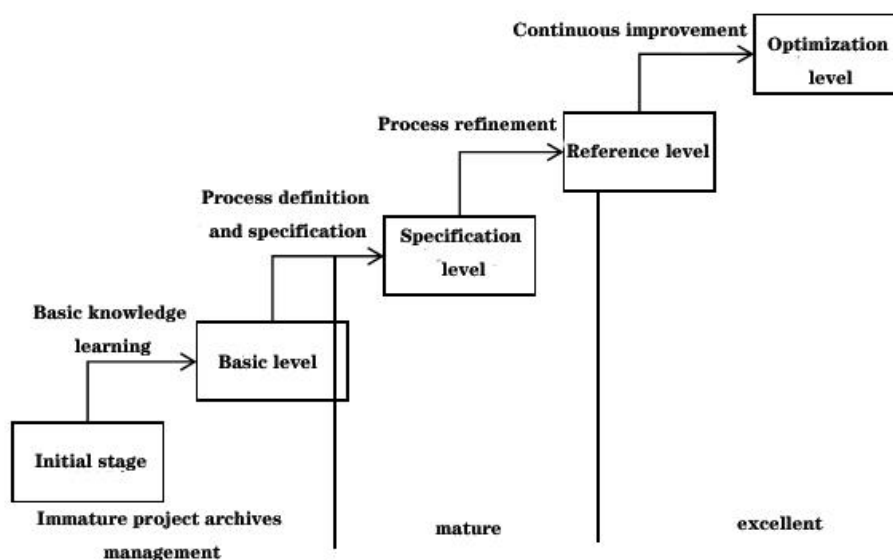 Continuous improvement
Optimization
level
Process refinement
Reference level
Process definition
and specification
Specification
level
Basic knowledge
learning
Basic level
Initial stage
Immature project archives
management
mature
excellent